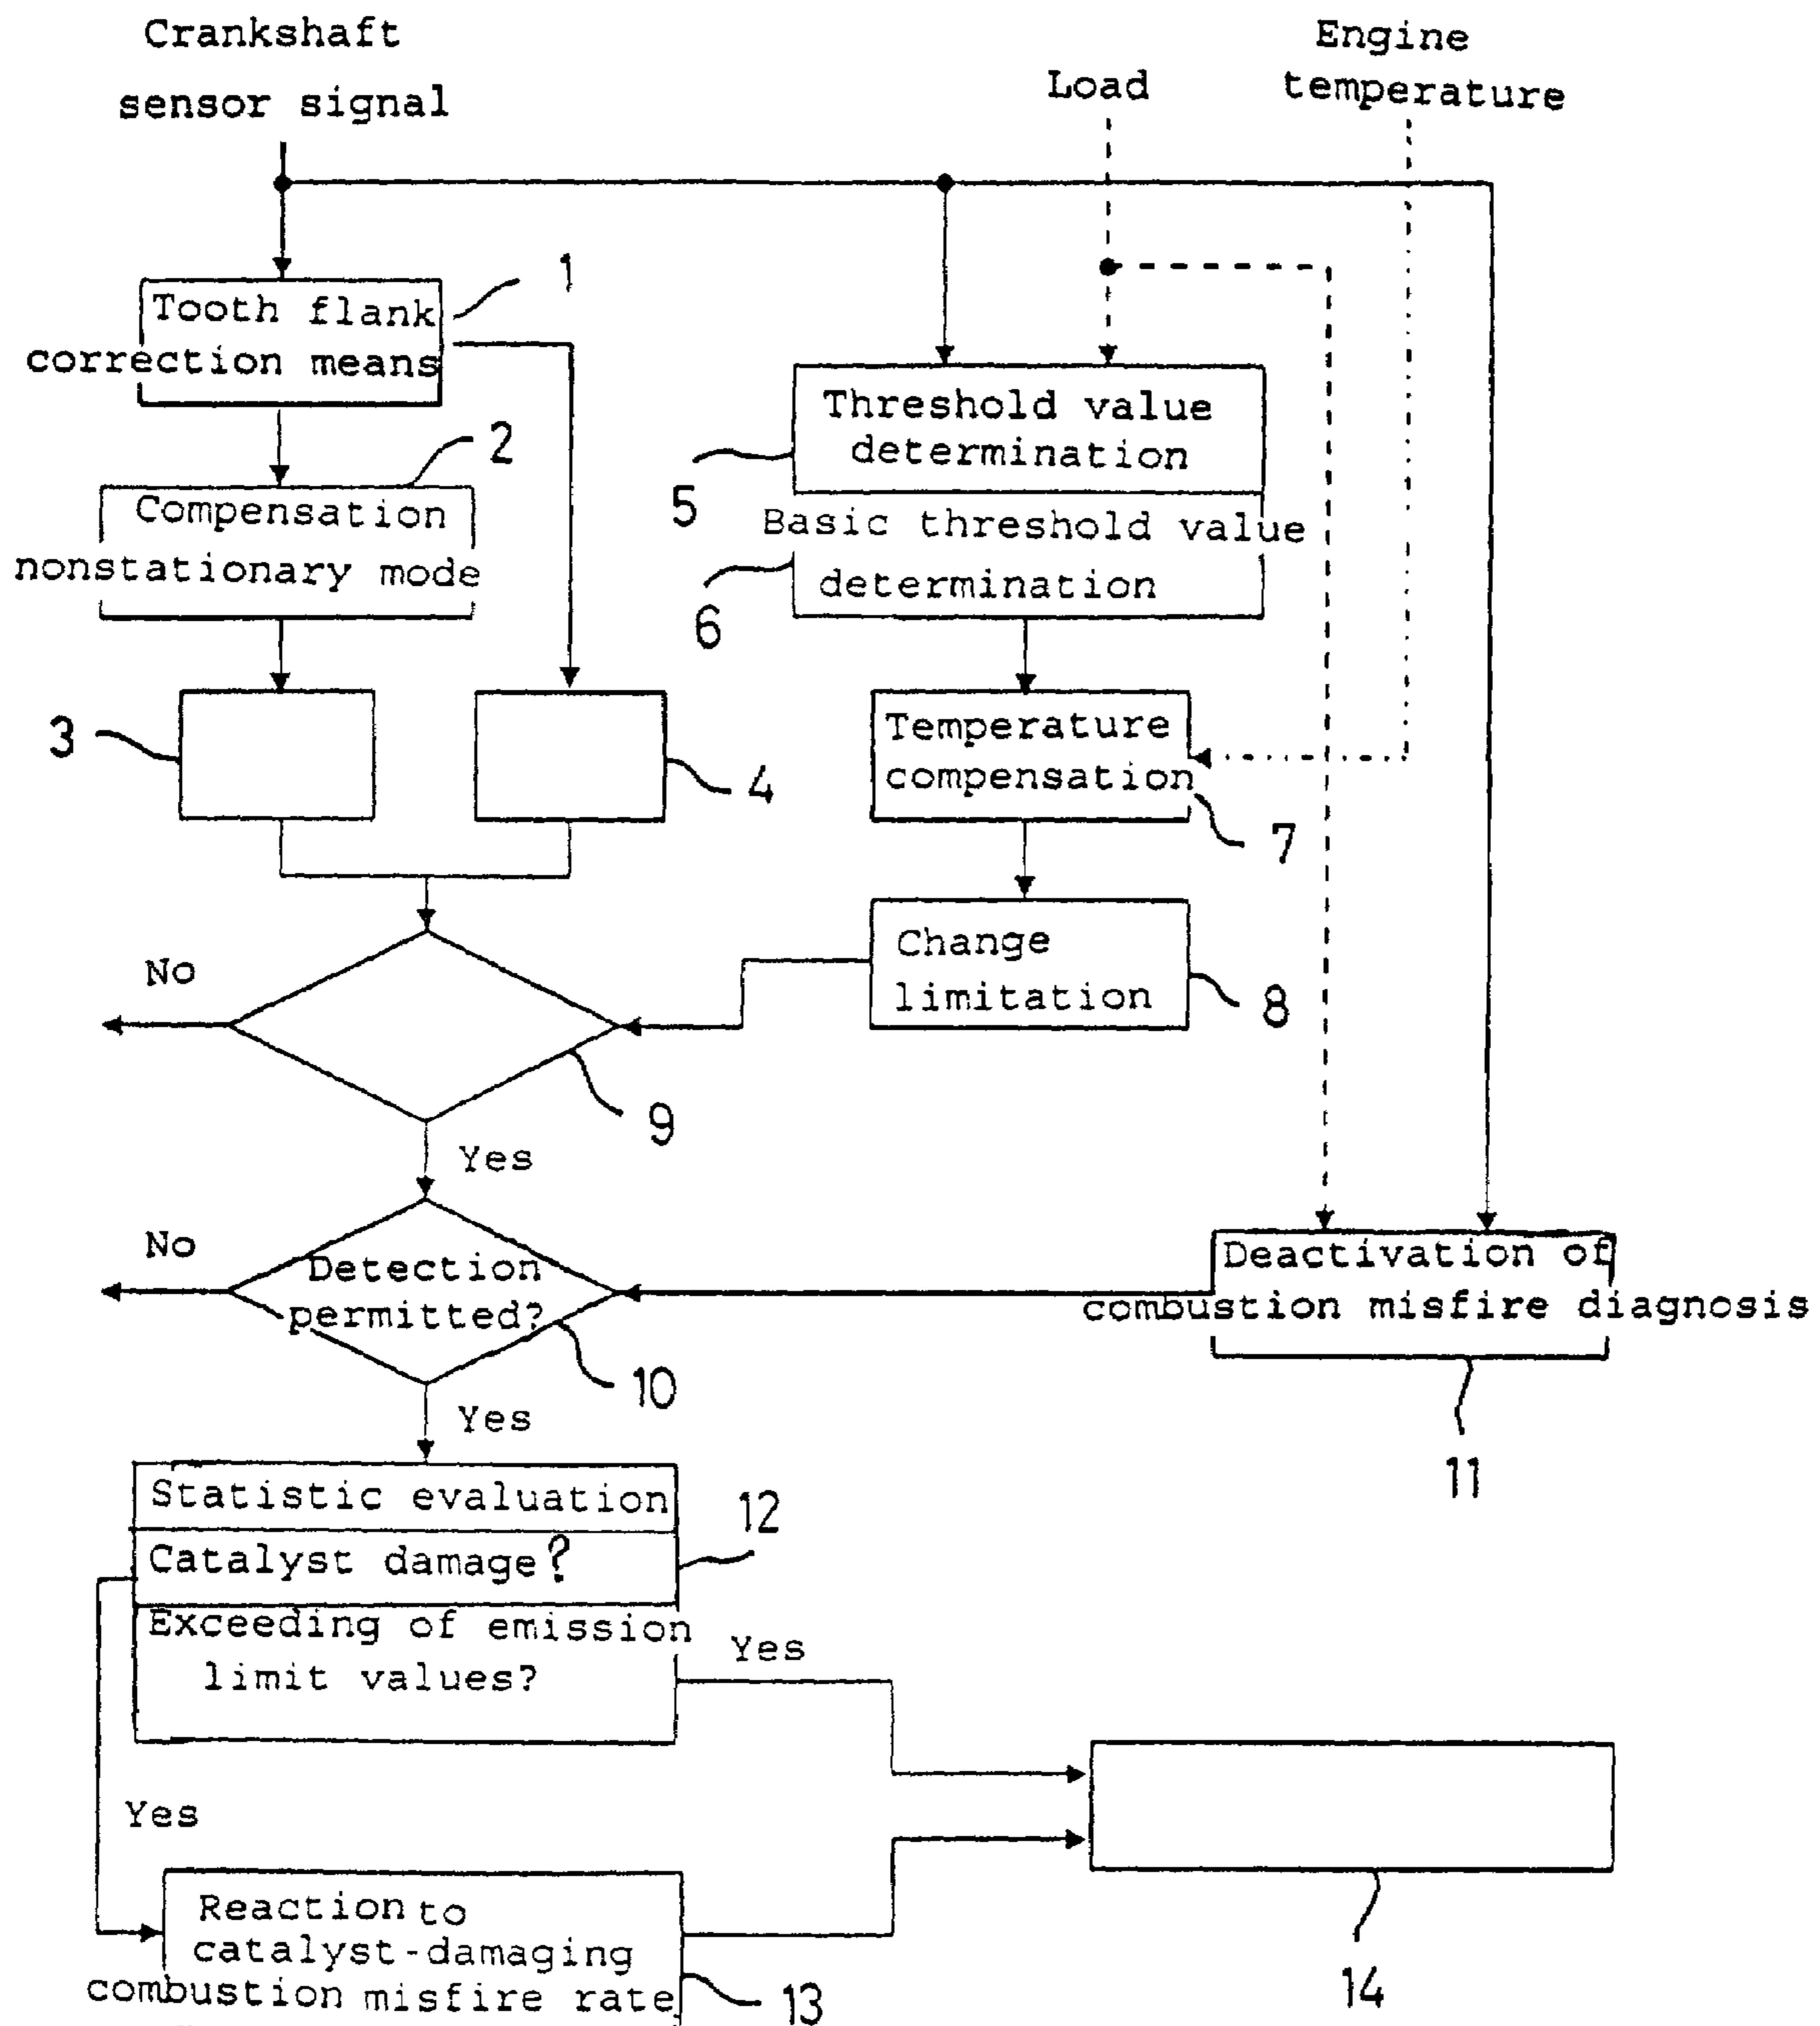 Crankshaft
sensor signal
Load
Engine
temperature
Tooth flank
correction means
1
Compensation
nonstationary mode
2
3
4
Threshold value
determination
5
Basic threshold value
determination
6
Temperature
compensation
7
Change
limitation
8
No
9
Yes
No
Detection
permitted?
10
Deactivation of
combustion misfire diagnosis
11
Yes
Statistic evaluation
12
Catalyst damage?
Exceeding of emission
limit values?
Yes
Yes
Reaction to
catalyst-damaging
combustion misfire rate
13
14